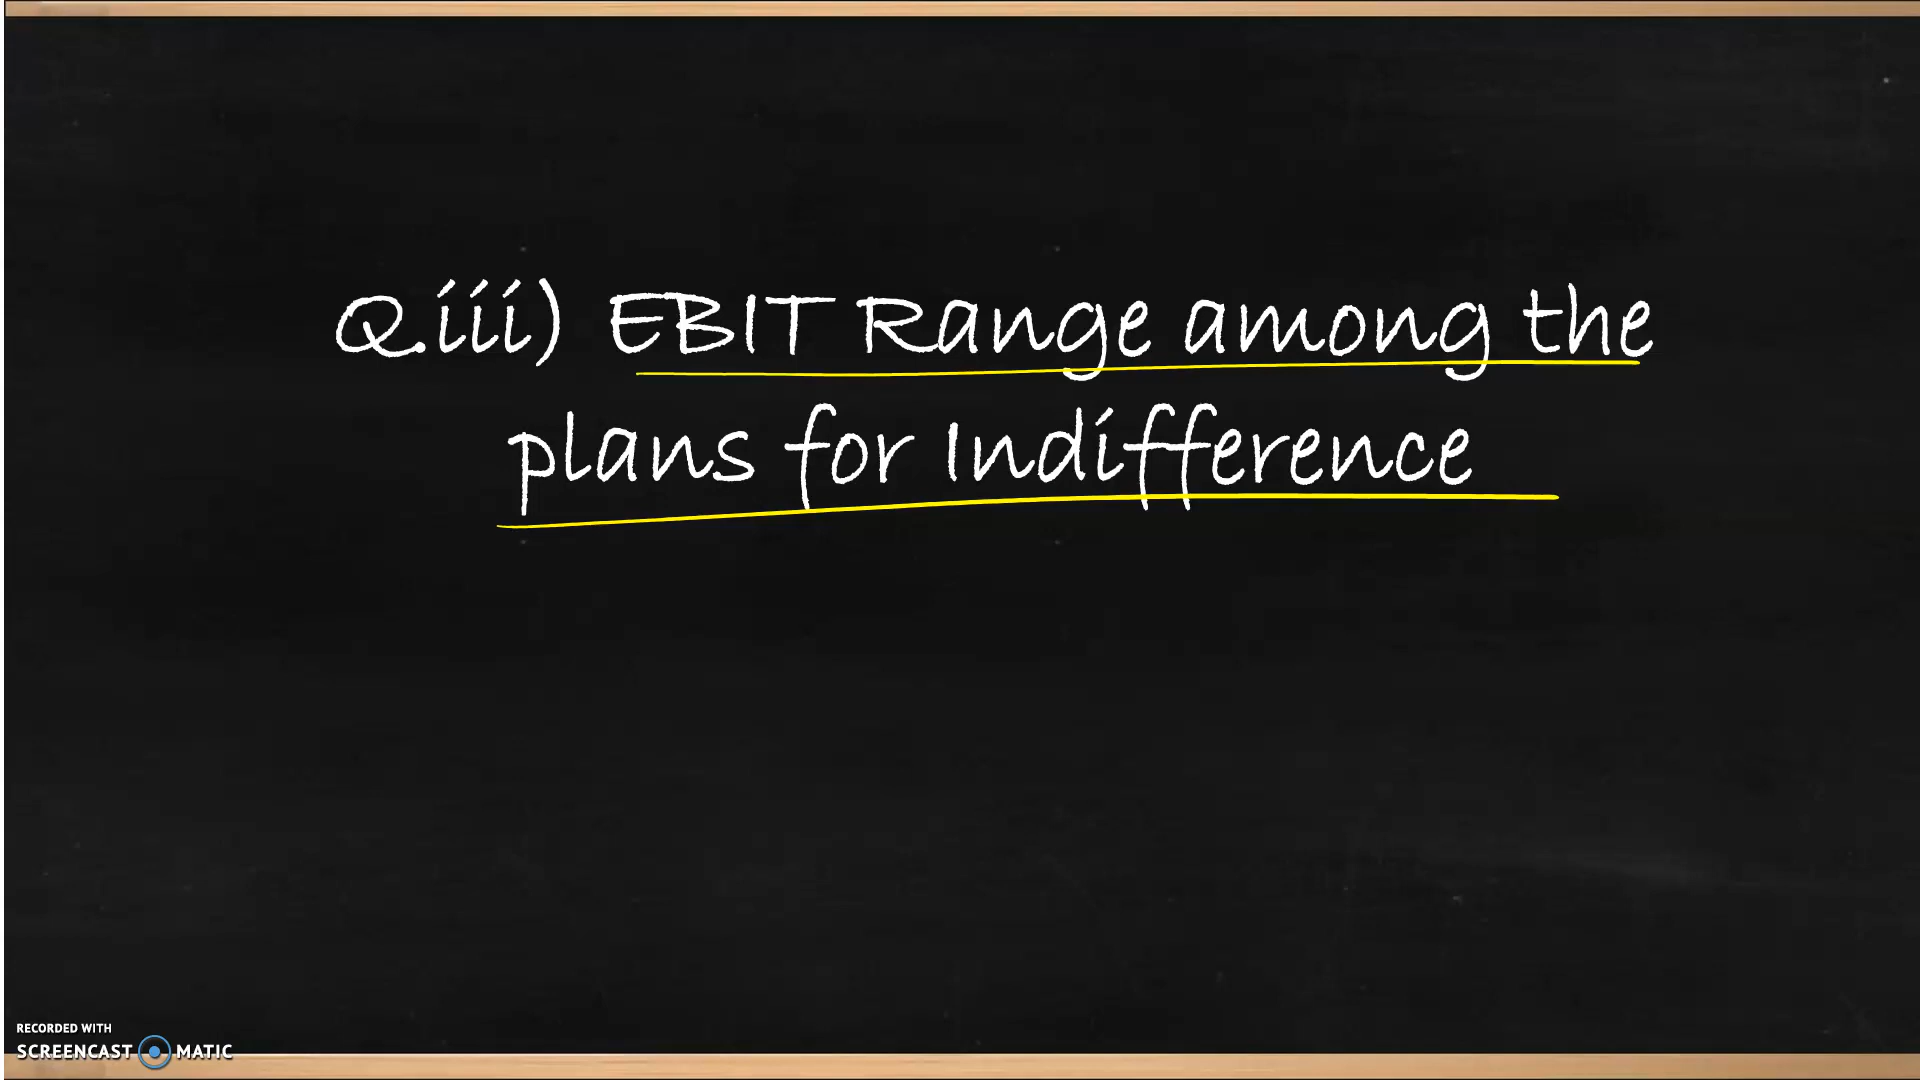 Q.iii) EBIT Range among the
plans for Indifference
RECORDED WITH
SCREENCAST MATIC